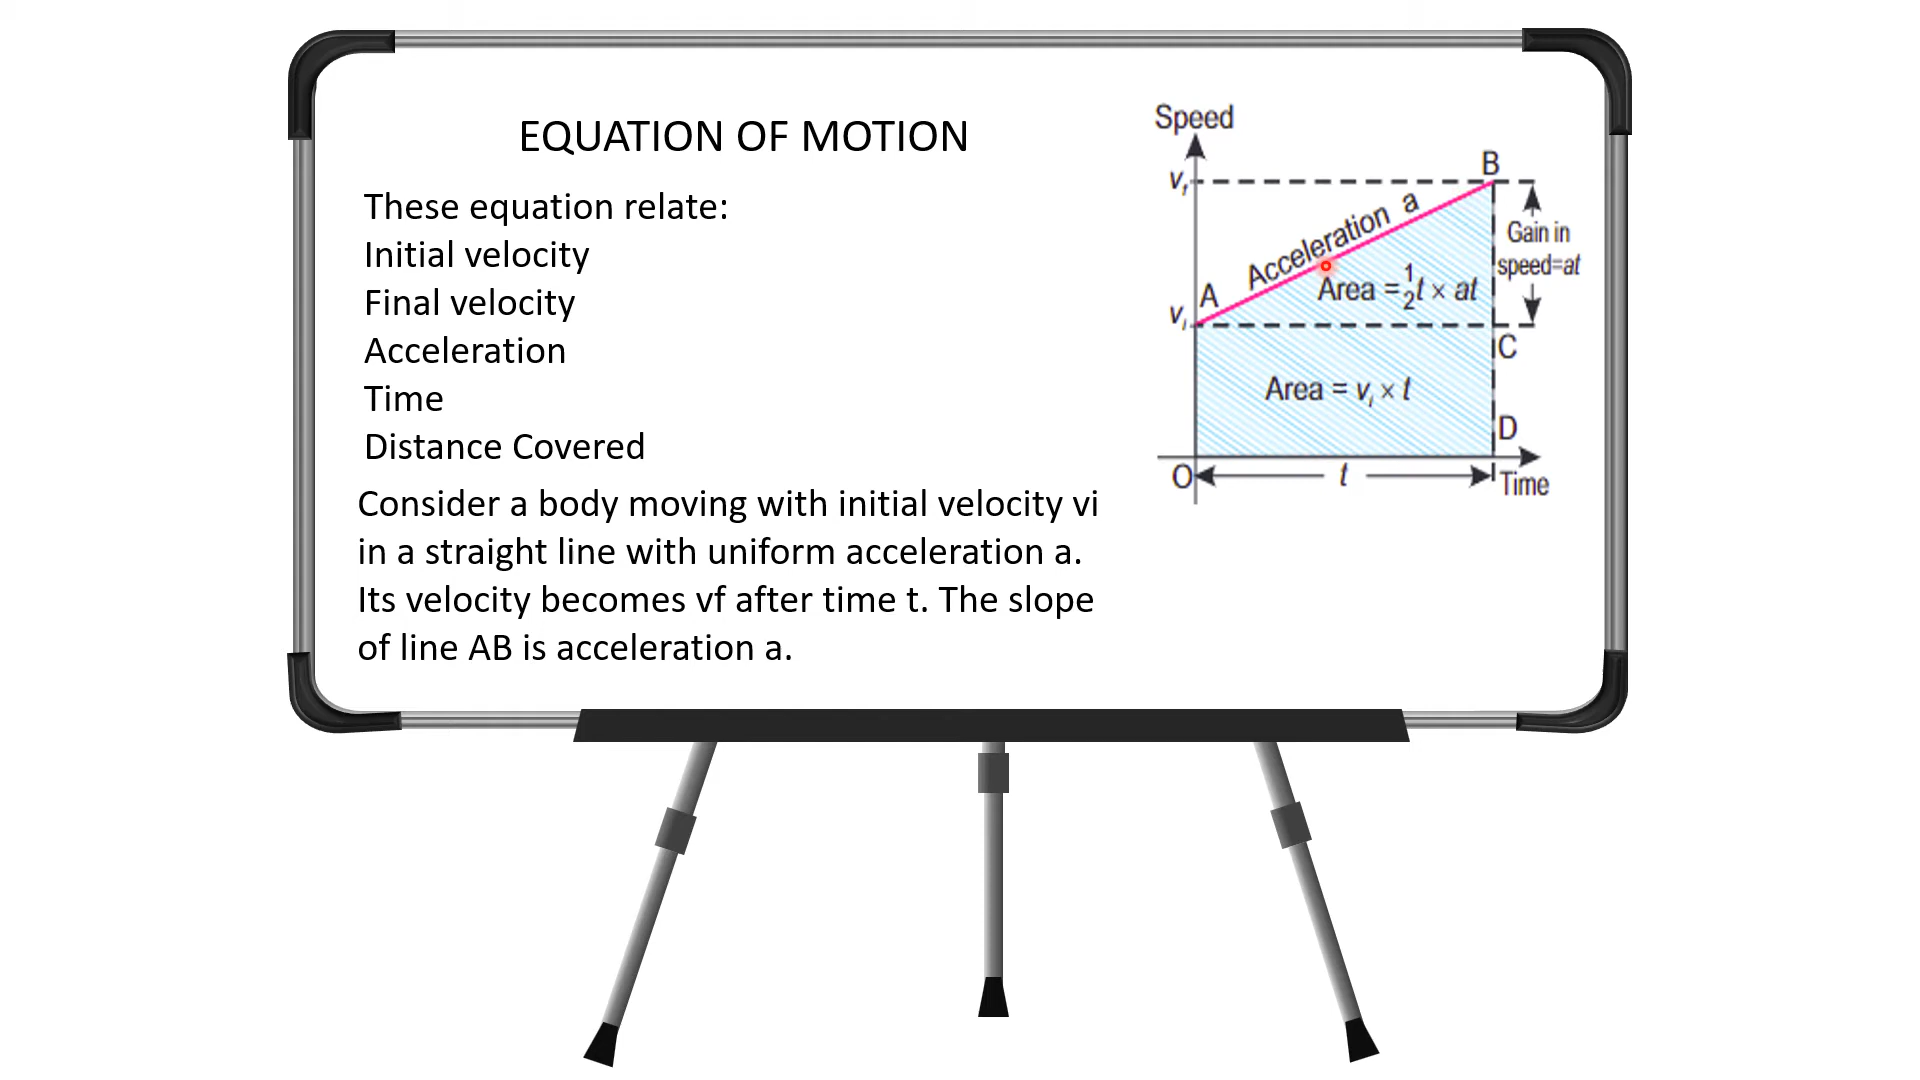 EQUATION OF MOTION
These equation relate:
Initial velocity
Final velocity
Acceleration
Time
Distance Covered
Consider a body moving with initial velocity vi
in a straight line with uniform acceleration a.
Its velocity becomes vf after time t. The slope
of line AB is acceleration a.
Speed
B
vf
Acceleration a
Gain in
speed=at
A
Area = 1/2 t × at
vi
C
Area = vi × t
D
O
t
Time